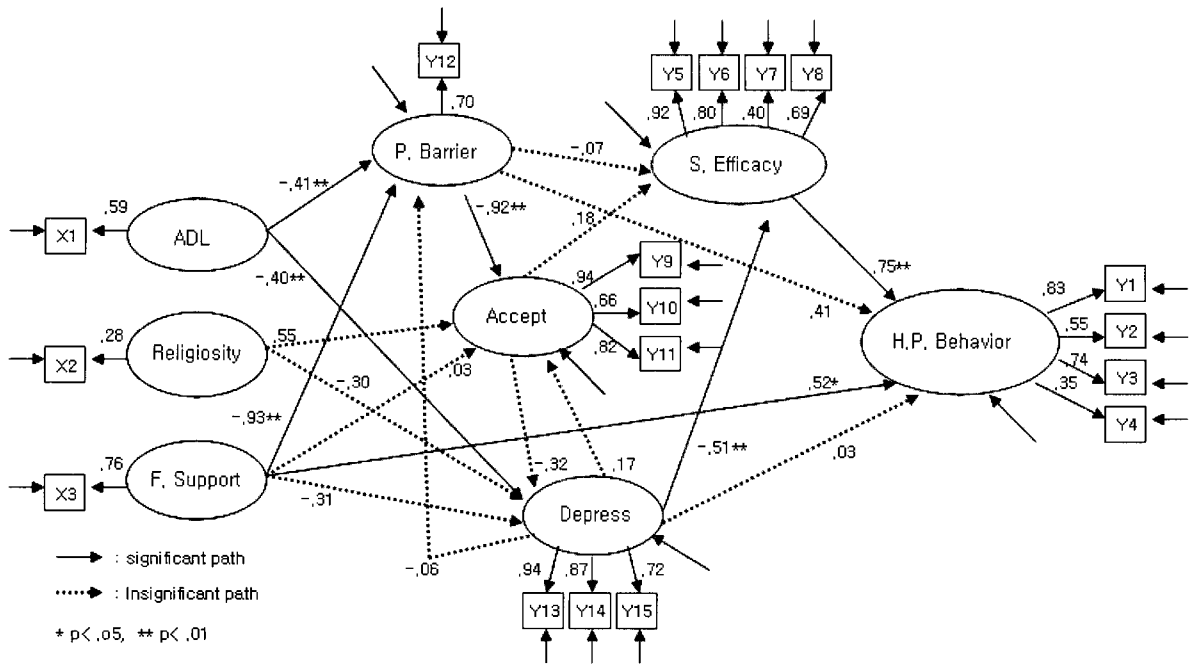 Y12
Y5 Y6 Y7 Y8
.70
.92 .80 .40 .69
P. Barrier
-.07
S. Efficacy
-.41**
-.92**
.18
.59
X1
ADL
-.40**
.94
Y9
.75**
.66
Y10
.83
Y1
Accept
.82
Y11
.41
H.P. Behavior
.55
Y2
.28
X2
Religiosity
.55
.74
Y3
.03
-.30
.52*
.35
Y4
-.93**
.76
X3
F. Support
-.32
.17
-.51**
.03
-.31
Depress
-.06
: significant path
.94 .87 .72
: Insignificant path
Y13 Y14 Y15
* p< .o5, ** p< .01